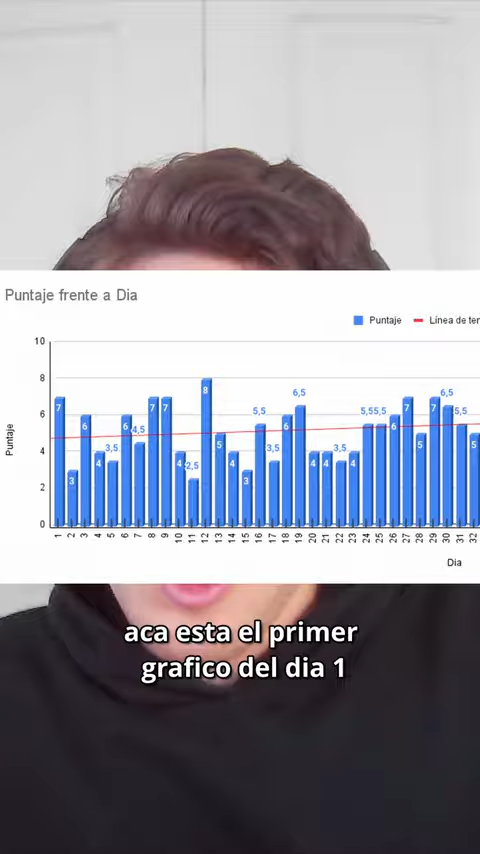 Puntaje frente a Dia
Puntaje Línea de ten
Puntaje
10
8
6
4
2
0
7 3 6 4 3,5 6 4,5 7 7 4 2,5 8 5 4 3 5,5 3,5 6 6,5 4 4 3,5 4 5,5 5,5 6 7 5 7 6,5 5,5 5
1 2 3 4 5 6 7 8 9 10 11 12 13 14 15 16 17 18 19 20 21 22 23 24 25 26 27 28 29 30 31 32
Dia
aca esta el primer
grafico del dia 1